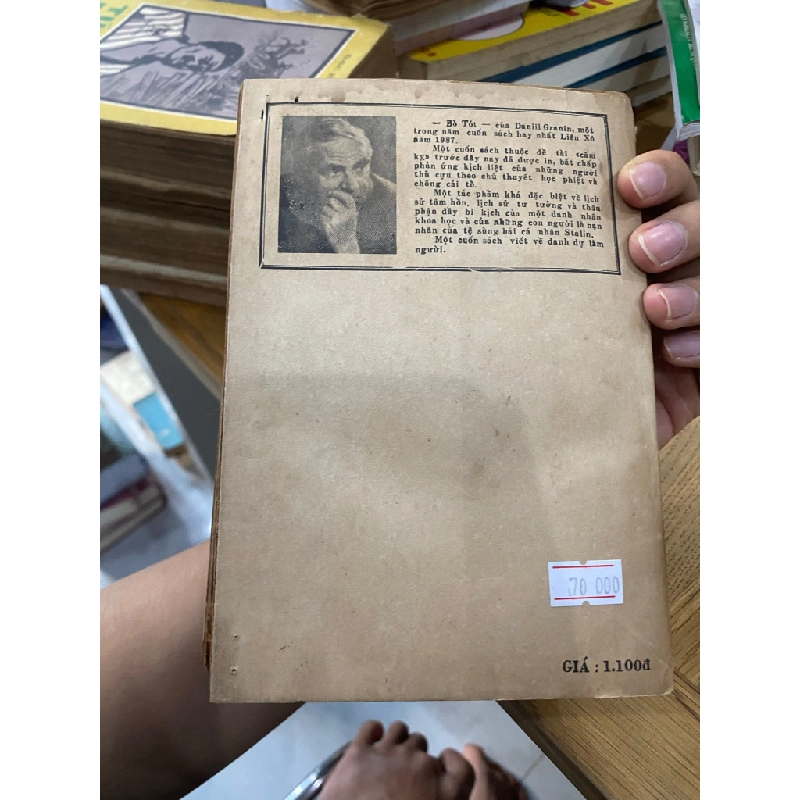 — Bò Tót — của Daniil Granin, một
trong năm cuốn sách hay nhất Liên Xô
năm 1987.
Một cuốn sách thuộc đề tài «cấm
kỵ» trước đây nay đã được in, bất chấp
phản ứng kịch liệt của những người
thủ cựu theo chủ thuyết học phiệt và
chống cải tổ.
Một tác phẩm khá đặc biệt về lịch
sử tâm hồn, lịch sử tư tưởng và thân
phận đầy bi kịch của một danh nhân
khoa học và của những con người là nạn
nhân của tệ sùng bái cá nhân Stalin.
Một cuốn sách viết về danh dự làm
người.
70 000
GIÁ : 1.100đ